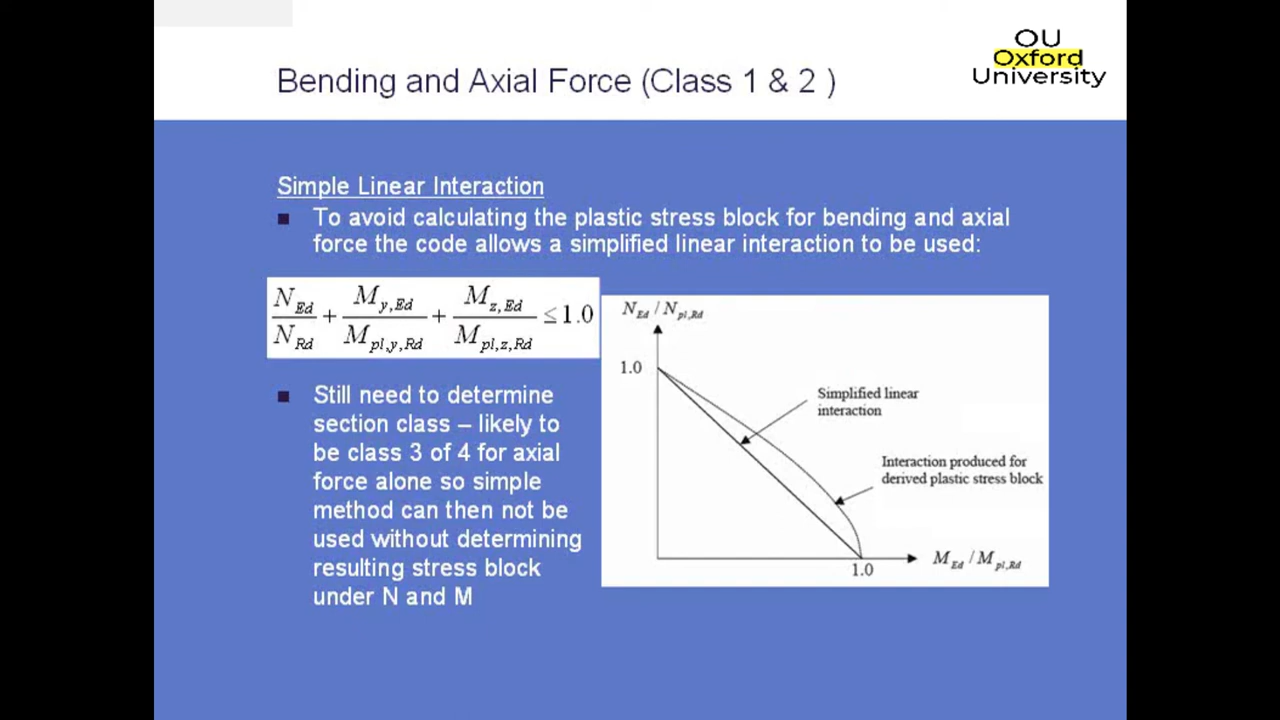 OU
Oxford
University
Bending and Axial Force (Class 1 & 2 )
Simple Linear Interaction
■ To avoid calculating the plastic stress block for bending and axial
force the code allows a simplified linear interaction to be used:
N_Ed / N_Rd + M_y,Ed / M_pl,y,Rd + M_z,Ed / M_pl,z,Rd ≤ 1.0
■ Still need to determine
section class – likely to
be class 3 of 4 for axial
force alone so simple
method can then not be
used without determining
resulting stress block
under N and M
N_Ed / N_pl,Rd
1.0
Simplified linear
interaction
Interaction produced for
derived plastic stress block
M_Ed / M_pl,Rd
1.0